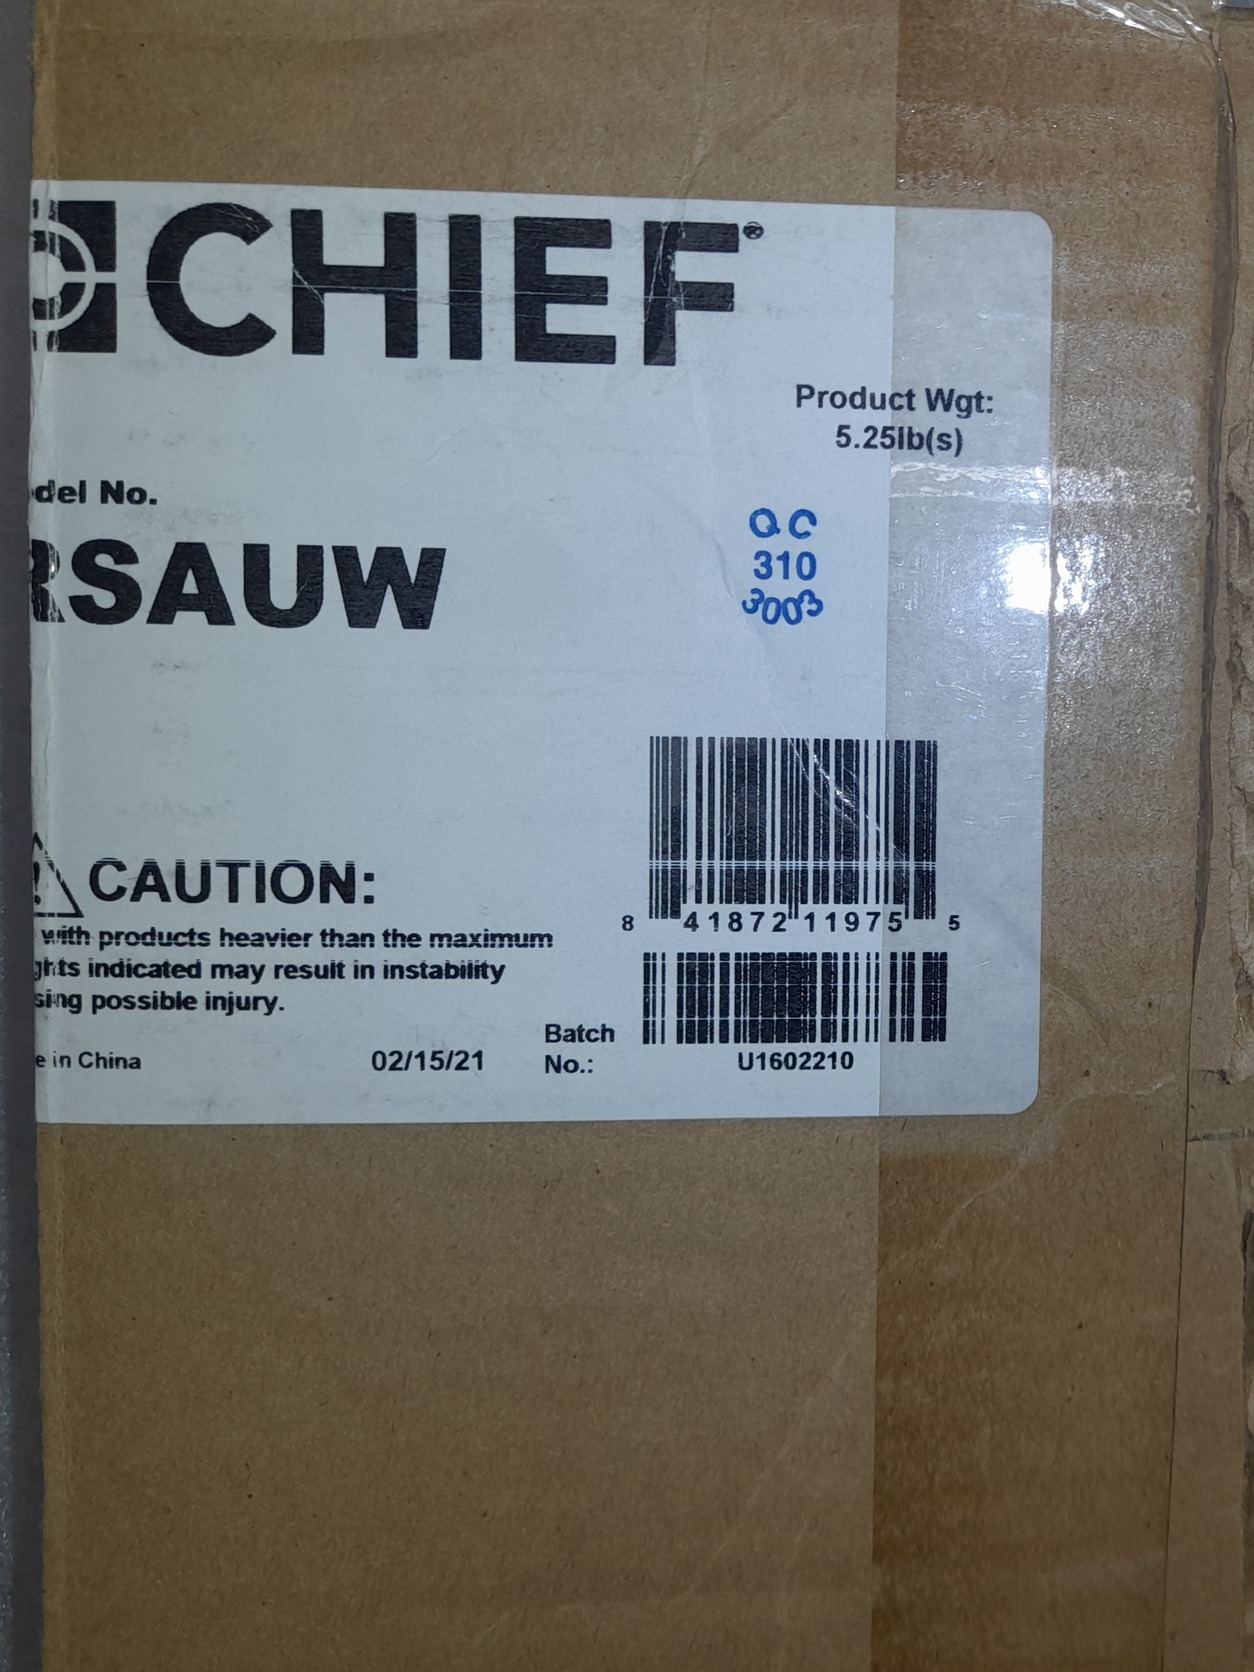 CHIEF®
Product Wgt:
5.25lb(s)
del No.
RSAUW
QC
310
3003
CAUTION:
with products heavier than the maximum
ghts indicated may result in instability
sing possible injury.
8 41872 11975 5
e in China
02/15/21
Batch
No.:
U1602210